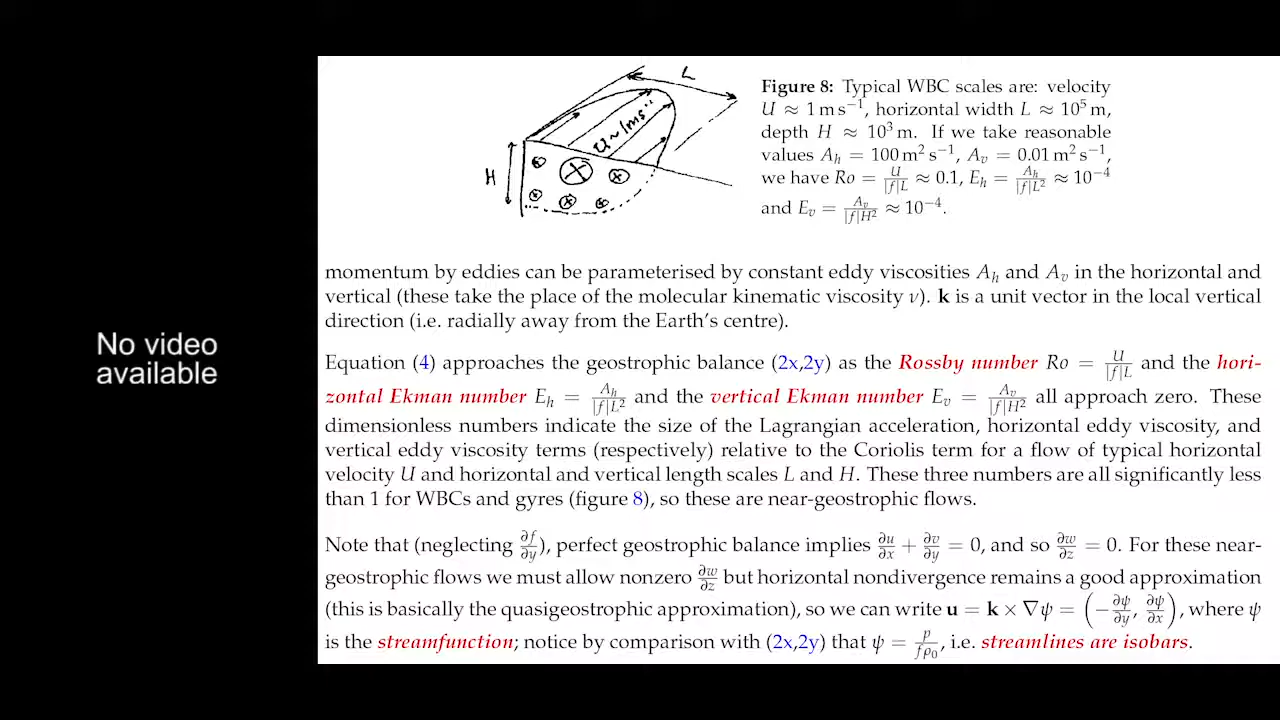 No video
available
L
U ~ 1ms⁻¹
H
Figure 8: Typical WBC scales are: velocity
U ≈ 1 m s⁻¹, horizontal width L ≈ 10⁵ m,
depth H ≈ 10³ m. If we take reasonable
values Aₕ = 100 m² s⁻¹, Aᵥ = 0.01 m² s⁻¹,
we have Ro = U/|f|L ≈ 0.1, Eₕ = Aₕ/|f|L² ≈ 10⁻⁴
and Eᵥ = Aᵥ/|f|H² ≈ 10⁻⁴.
momentum by eddies can be parameterised by constant eddy viscosities Aₕ and Aᵥ in the horizontal and
vertical (these take the place of the molecular kinematic viscosity ν). k is a unit vector in the local vertical
direction (i.e. radially away from the Earth's centre).
Equation (4) approaches the geostrophic balance (2x,2y) as the Rossby number Ro = U/|f|L and the hori-
zontal Ekman number Eₕ = Aₕ/|f|L² and the vertical Ekman number Eᵥ = Aᵥ/|f|H² all approach zero. These
dimensionless numbers indicate the size of the Lagrangian acceleration, horizontal eddy viscosity, and
vertical eddy viscosity terms (respectively) relative to the Coriolis term for a flow of typical horizontal
velocity U and horizontal and vertical length scales L and H. These three numbers are all significantly less
than 1 for WBCs and gyres (figure 8), so these are near-geostrophic flows.
Note that (neglecting ∂f/∂y), perfect geostrophic balance implies ∂u/∂x + ∂v/∂y = 0, and so ∂w/∂z = 0. For these near-
geostrophic flows we must allow nonzero ∂w/∂z but horizontal nondivergence remains a good approximation
(this is basically the quasigeostrophic approximation), so we can write u = k × ∇ψ = (−∂ψ/∂y, ∂ψ/∂x), where ψ
is the streamfunction; notice by comparison with (2x,2y) that ψ = p/fρ₀, i.e. streamlines are isobars.